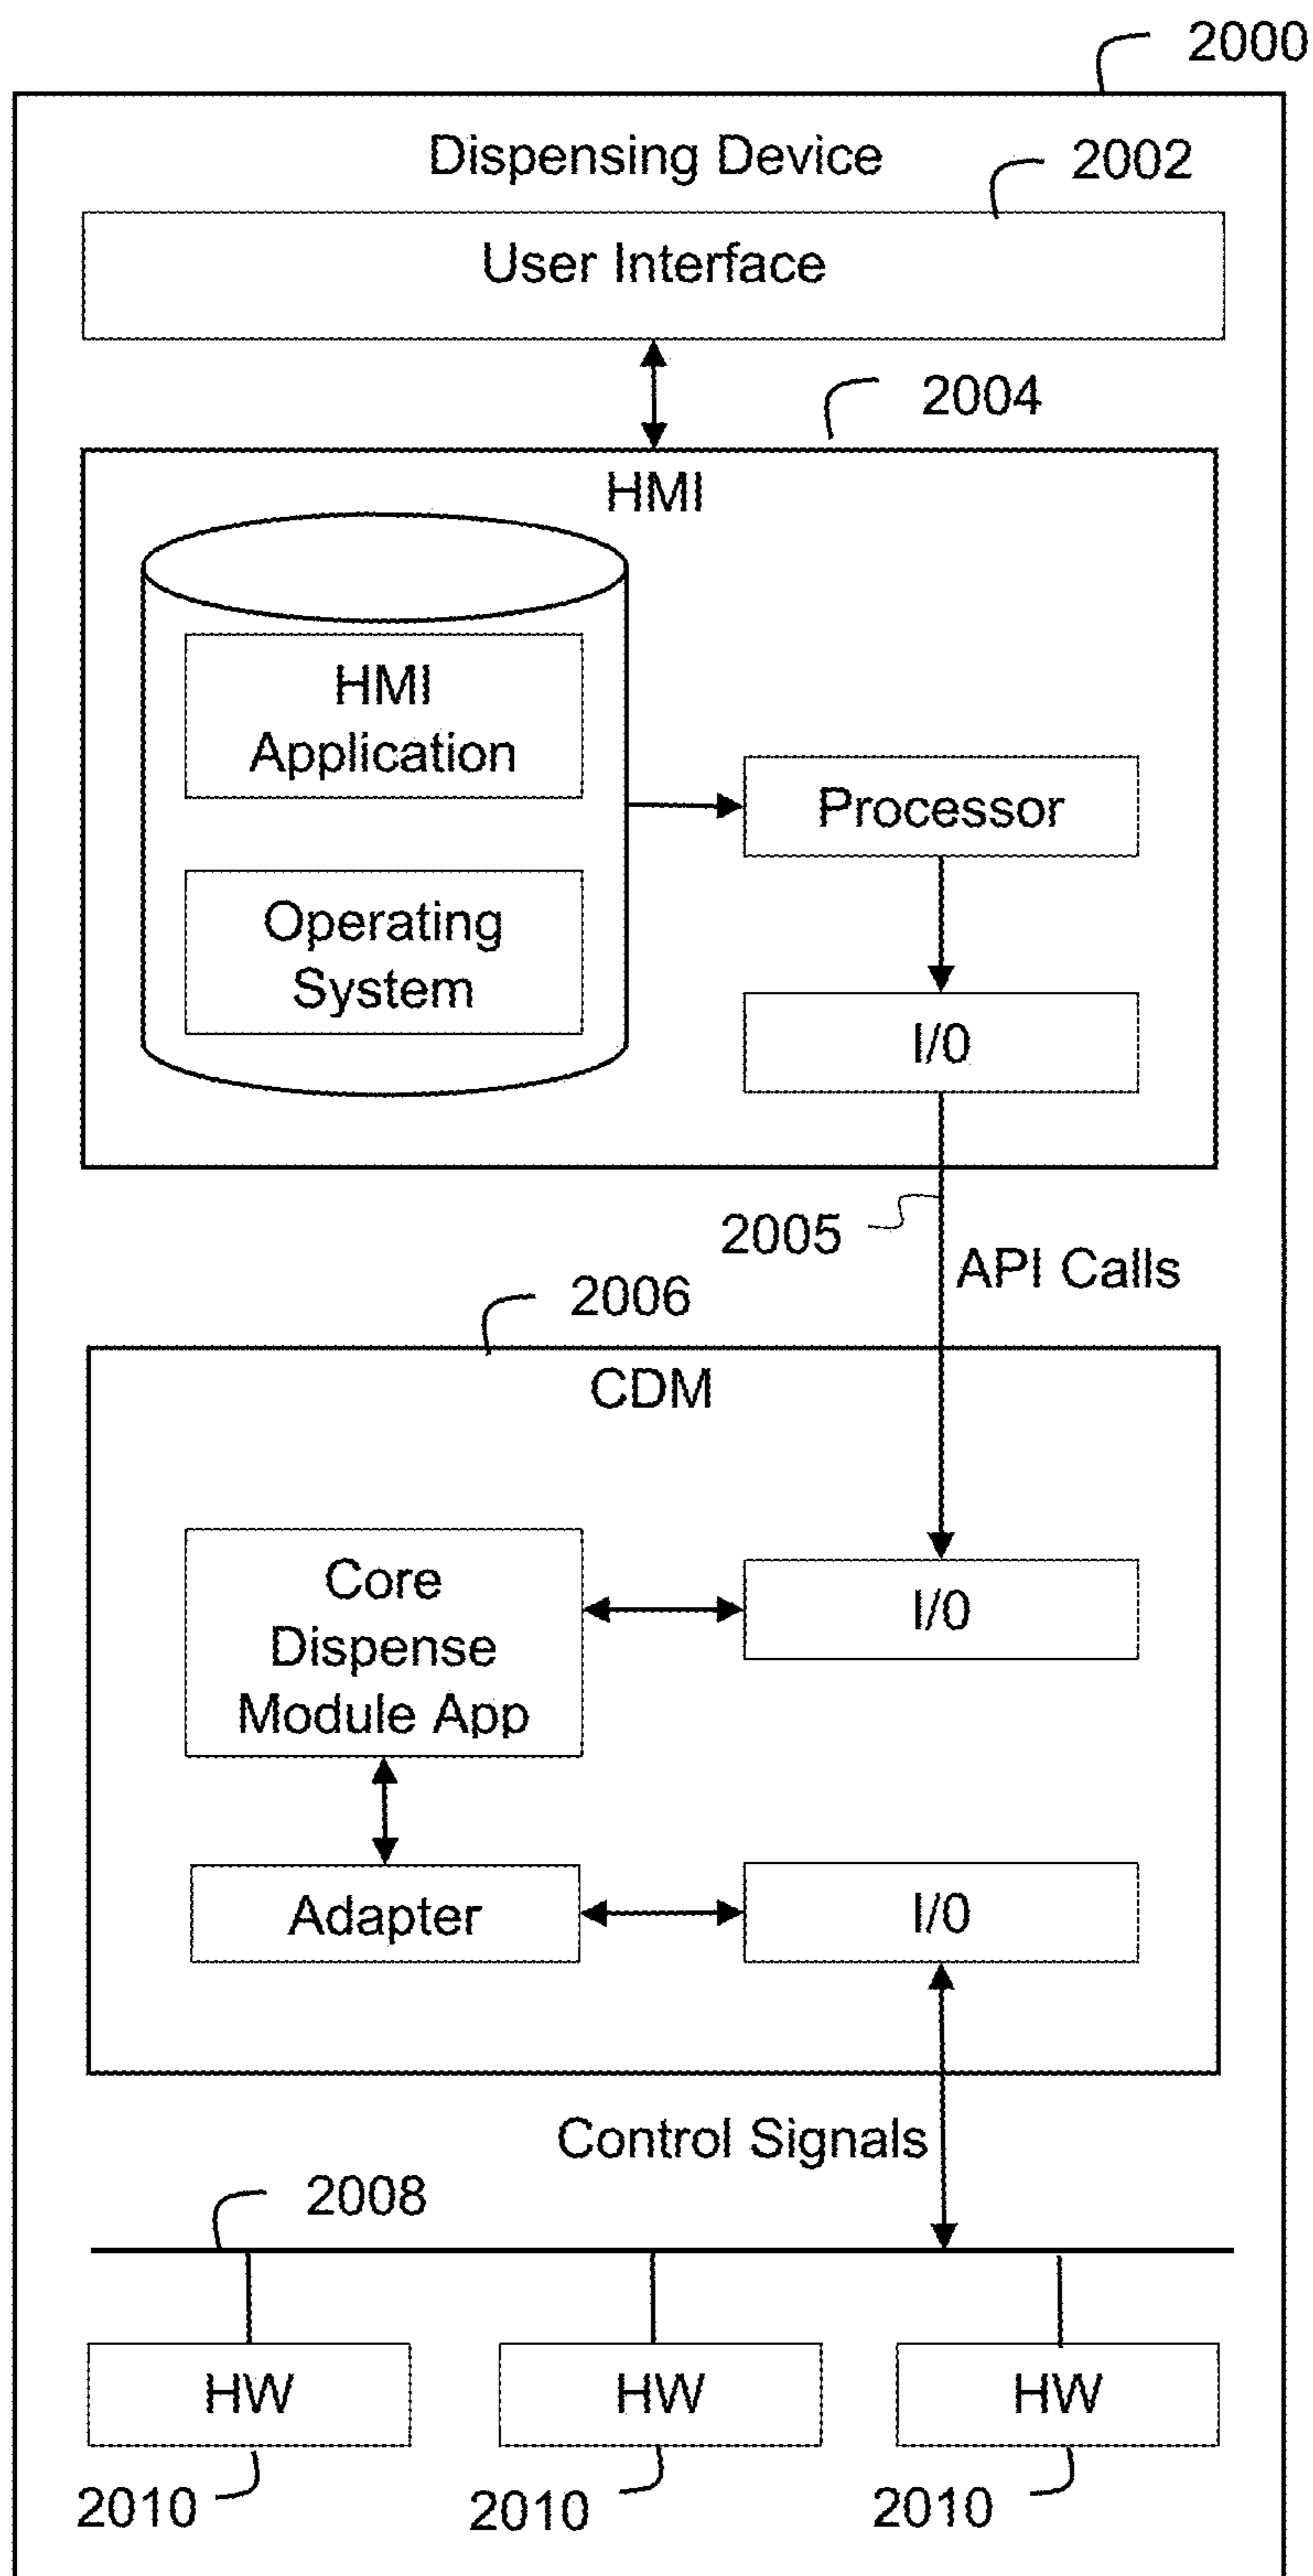 2000
Dispensing Device
2002
User Interface
2004
HMI
HMI
Application
Processor
Operating
System
I/0
2005
API Calls
2006
CDM
Core
Dispense
Module App
I/0
Adapter
I/0
Control Signals
2008
HW
HW
HW
2010
2010
2010